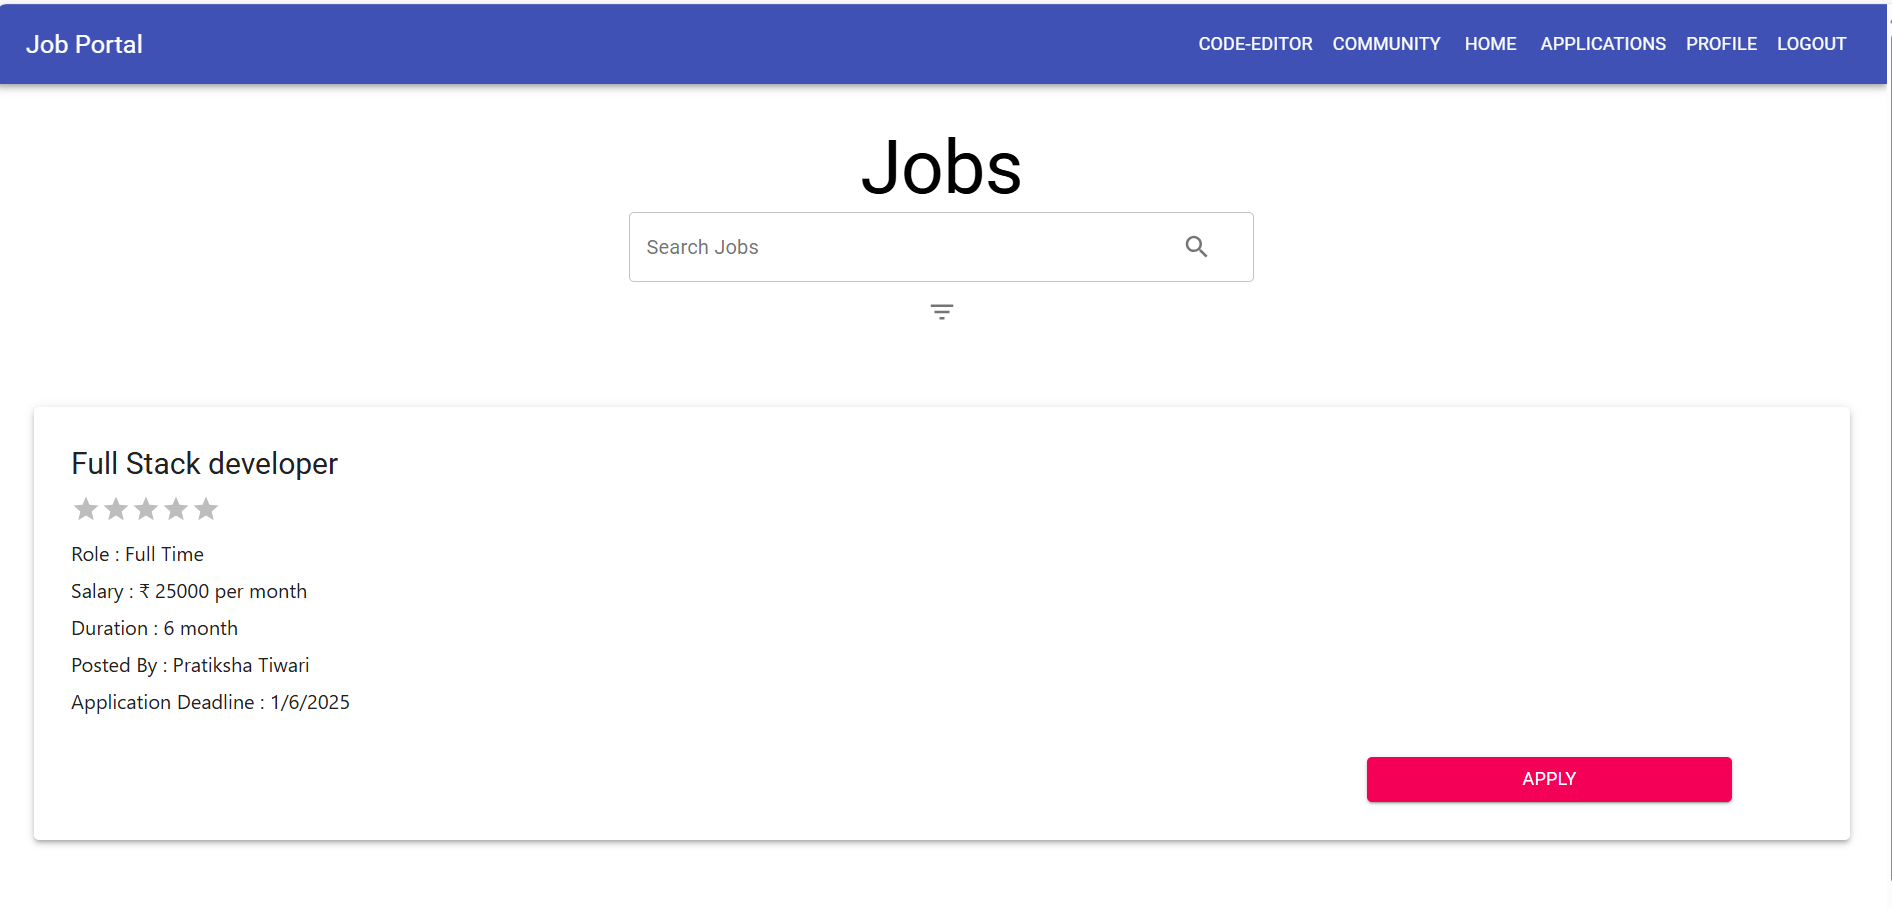 Job Portal
CODE-EDITOR COMMUNITY HOME APPLICATIONS PROFILE LOGOUT
Jobs
Search Jobs
Full Stack developer
Role : Full Time
Salary : ₹ 25000 per month
Duration : 6 month
Posted By : Pratiksha Tiwari
Application Deadline : 1/6/2025
APPLY